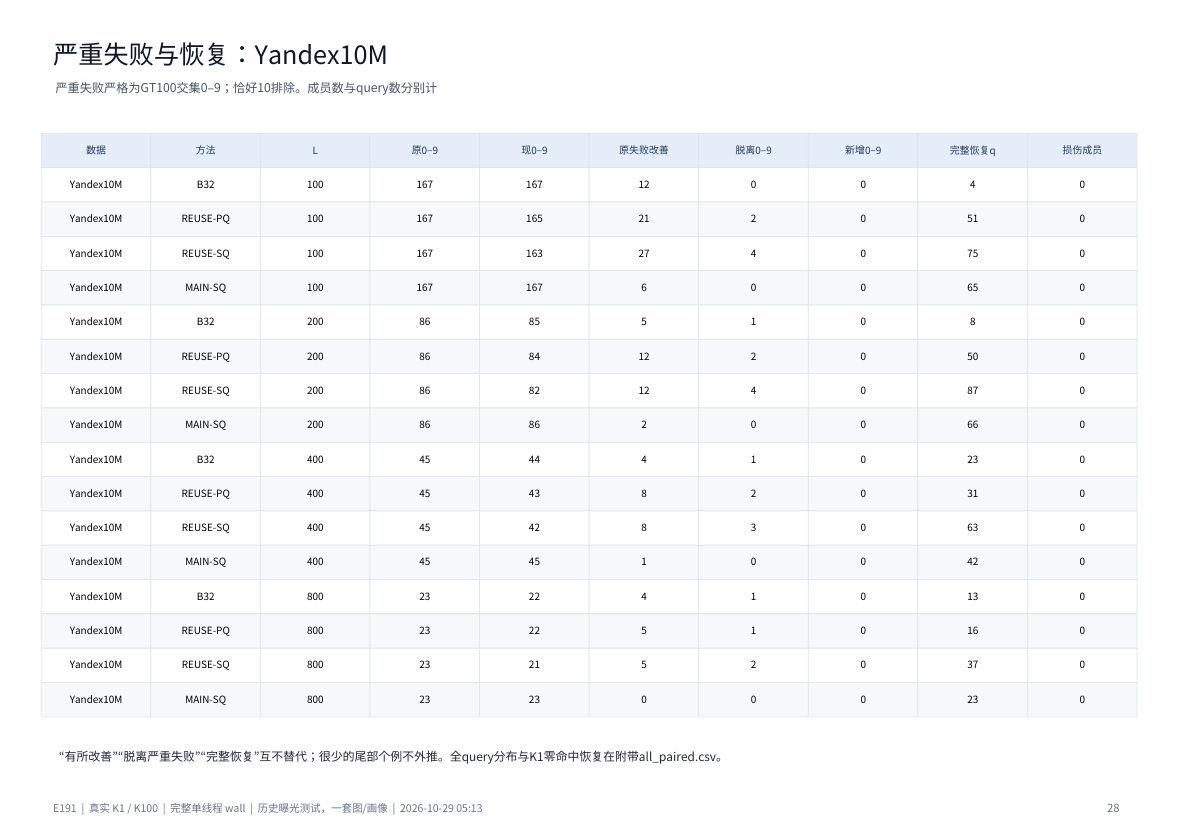 严重失败与恢复：Yandex10M
严重失败严格为GT100交集0–9；恰好10排除。成员数与query数分别计
数据 方法 L 原0–9 现0–9 原失败改善 脱离0–9 新增0–9 完整恢复q 损伤成员
Yandex10M B32 100 167 167 12 0 0 4 0
Yandex10M REUSE-PQ 100 167 165 21 2 0 51 0
Yandex10M REUSE-SQ 100 167 163 27 4 0 75 0
Yandex10M MAIN-SQ 100 167 167 6 0 0 65 0
Yandex10M B32 200 86 85 5 1 0 8 0
Yandex10M REUSE-PQ 200 86 84 12 2 0 50 0
Yandex10M REUSE-SQ 200 86 82 12 4 0 87 0
Yandex10M MAIN-SQ 200 86 86 2 0 0 66 0
Yandex10M B32 400 45 44 4 1 0 23 0
Yandex10M REUSE-PQ 400 45 43 8 2 0 31 0
Yandex10M REUSE-SQ 400 45 42 8 3 0 63 0
Yandex10M MAIN-SQ 400 45 45 1 0 0 42 0
Yandex10M B32 800 23 22 4 1 0 13 0
Yandex10M REUSE-PQ 800 23 22 5 1 0 16 0
Yandex10M REUSE-SQ 800 23 21 5 2 0 37 0
Yandex10M MAIN-SQ 800 23 23 0 0 0 23 0
“有所改善”“脱离严重失败”“完整恢复”互不替代；很少的尾部个例不外推。全query分布与K1零命中恢复在附带all_paired.csv。
E191 | 真实 K1 / K100 | 完整单线程 wall | 历史曝光测试，一套图/画像 | 2026-10-29 05:13
28